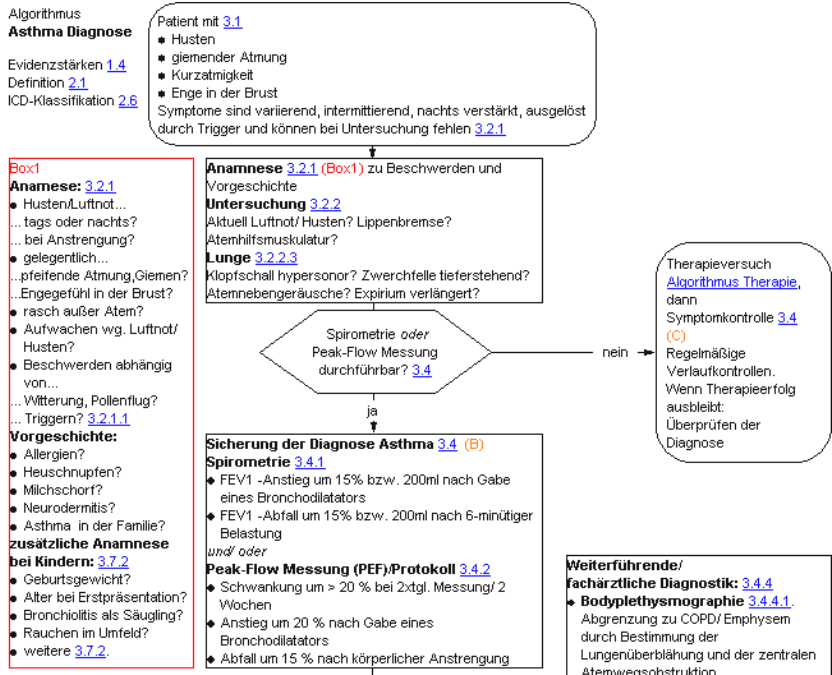 Algorithmus
Asthma Diagnose
Evidenzstärken 1.4
Definition 2.1
ICD-Klassifikation 2.6
Patient mit 3.1
• Husten
• giemender Atmung
• Kurzatmigkeit
• Enge in der Brust
Symptome sind variierend, intermittierend, nachts verstärkt, ausgelöst
durch Trigger und können bei Untersuchung fehlen 3.2.1
Box1
Anamese: 3.2.1
• Husten/Luftnot...
... tags oder nachts?
... bei Anstrengung?
• gelegentlich...
...pfeifende Atmung,Giemen?
...Engegefühl in der Brust?
• rasch außer Atem?
• Aufwachen wg. Luftnot/
Husten?
• Beschwerden abhängig
von...
... Witterung, Pollenflug?
... Triggern? 3.2.1.1
Vorgeschichte:
• Allergien?
• Heuschnupfen?
• Milchschorf?
• Neurodermitis?
• Asthma in der Familie?
zusätzliche Anamnese
bei Kindern: 3.7.2
• Geburtsgewicht?
• Alter bei Erstpräsentation?
• Bronchiolitis als Säugling?
• Rauchen im Umfeld?
• weitere 3.7.2.
Anamnese 3.2.1 (Box1) zu Beschwerden und
Vorgeschichte
Untersuchung 3.2.2
Aktuell Luftnot/ Husten? Lippenbremse?
Atemhilfsmuskulatur?
Lunge 3.2.2.3
Klopfschall hypersonor? Zwerchfelle tieferstehend?
Atemnebengeräusche? Expirium verlängert?
Spirometrie oder
Peak-Flow Messung
durchführbar? 3.4
nein
Therapieversuch
Algorithmus Therapie,
dann
Symptomkontrolle 3.4
(C)
Regelmäßige
Verlaufkontrollen.
Wenn Therapieerfolg
ausbleibt:
Überprüfen der
Diagnose
ja
Sicherung der Diagnose Asthma 3.4 (B)
Spirometrie 3.4.1
◆ FEV1 -Anstieg um 15% bzw. 200ml nach Gabe
eines Bronchodilatators
◆ FEV1 -Abfall um 15% bzw. 200ml nach 6-minütiger
Belastung
und/ oder
Peak-Flow Messung (PEF)/Protokoll 3.4.2
◆ Schwankung um > 20 % bei 2xtgl. Messung/ 2
Wochen
◆ Anstieg um 20 % nach Gabe eines
Bronchodilatators
◆ Abfall um 15 % nach körperlicher Anstrengung
Weiterführende/
fachärztliche Diagnostik: 3.4.4
◆ Bodyplethysmographie 3.4.4.1.
Abgrenzung zu COPD/ Emphysem
durch Bestimmung der
Lungenüberblähung und der zentralen
Atemwegsobstruktion